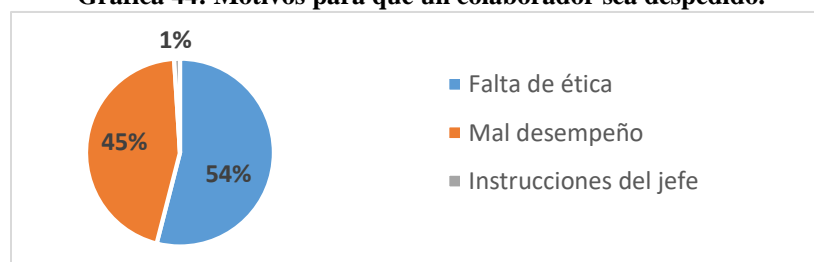 Gráfica 44. Motivos para que un colaborador sea despedido.
1%
45%
54%
Falta de ética
Mal desempeño
Instrucciones del jefe